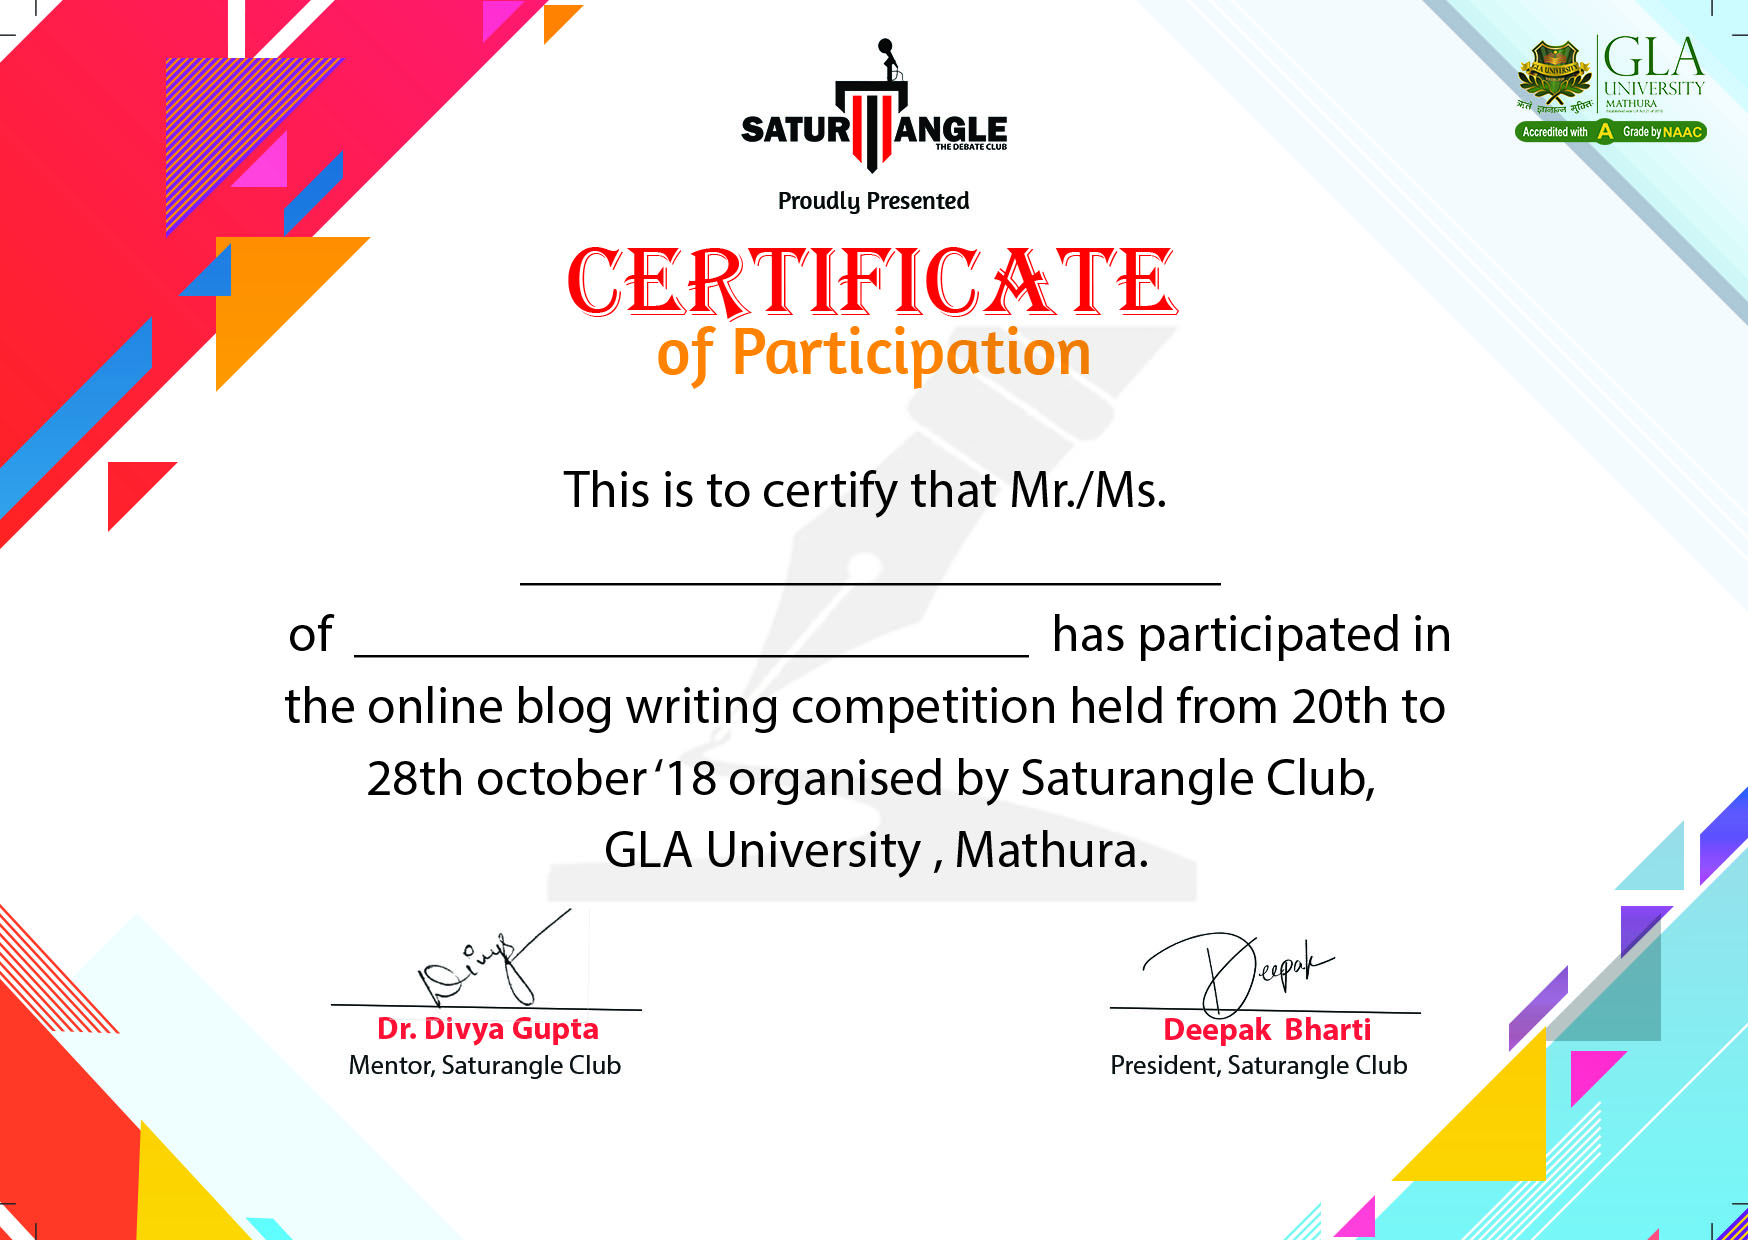 SATUR ANGLE
THE DEBATE CLUB
GLA
UNIVERSITY
MATHURA
GLA UNIVERSITY
Accredited with A Grade by NAAC
Proudly Presented
CERTIFICATE
of Participation
This is to certify that Mr./Ms.
of has participated in
the online blog writing competition held from 20th to
28th october ‘18 organised by Saturangle Club,
GLA University , Mathura.
Divya
Deepak
Dr. Divya Gupta
Deepak Bharti
Mentor, Saturangle Club
President, Saturangle Club